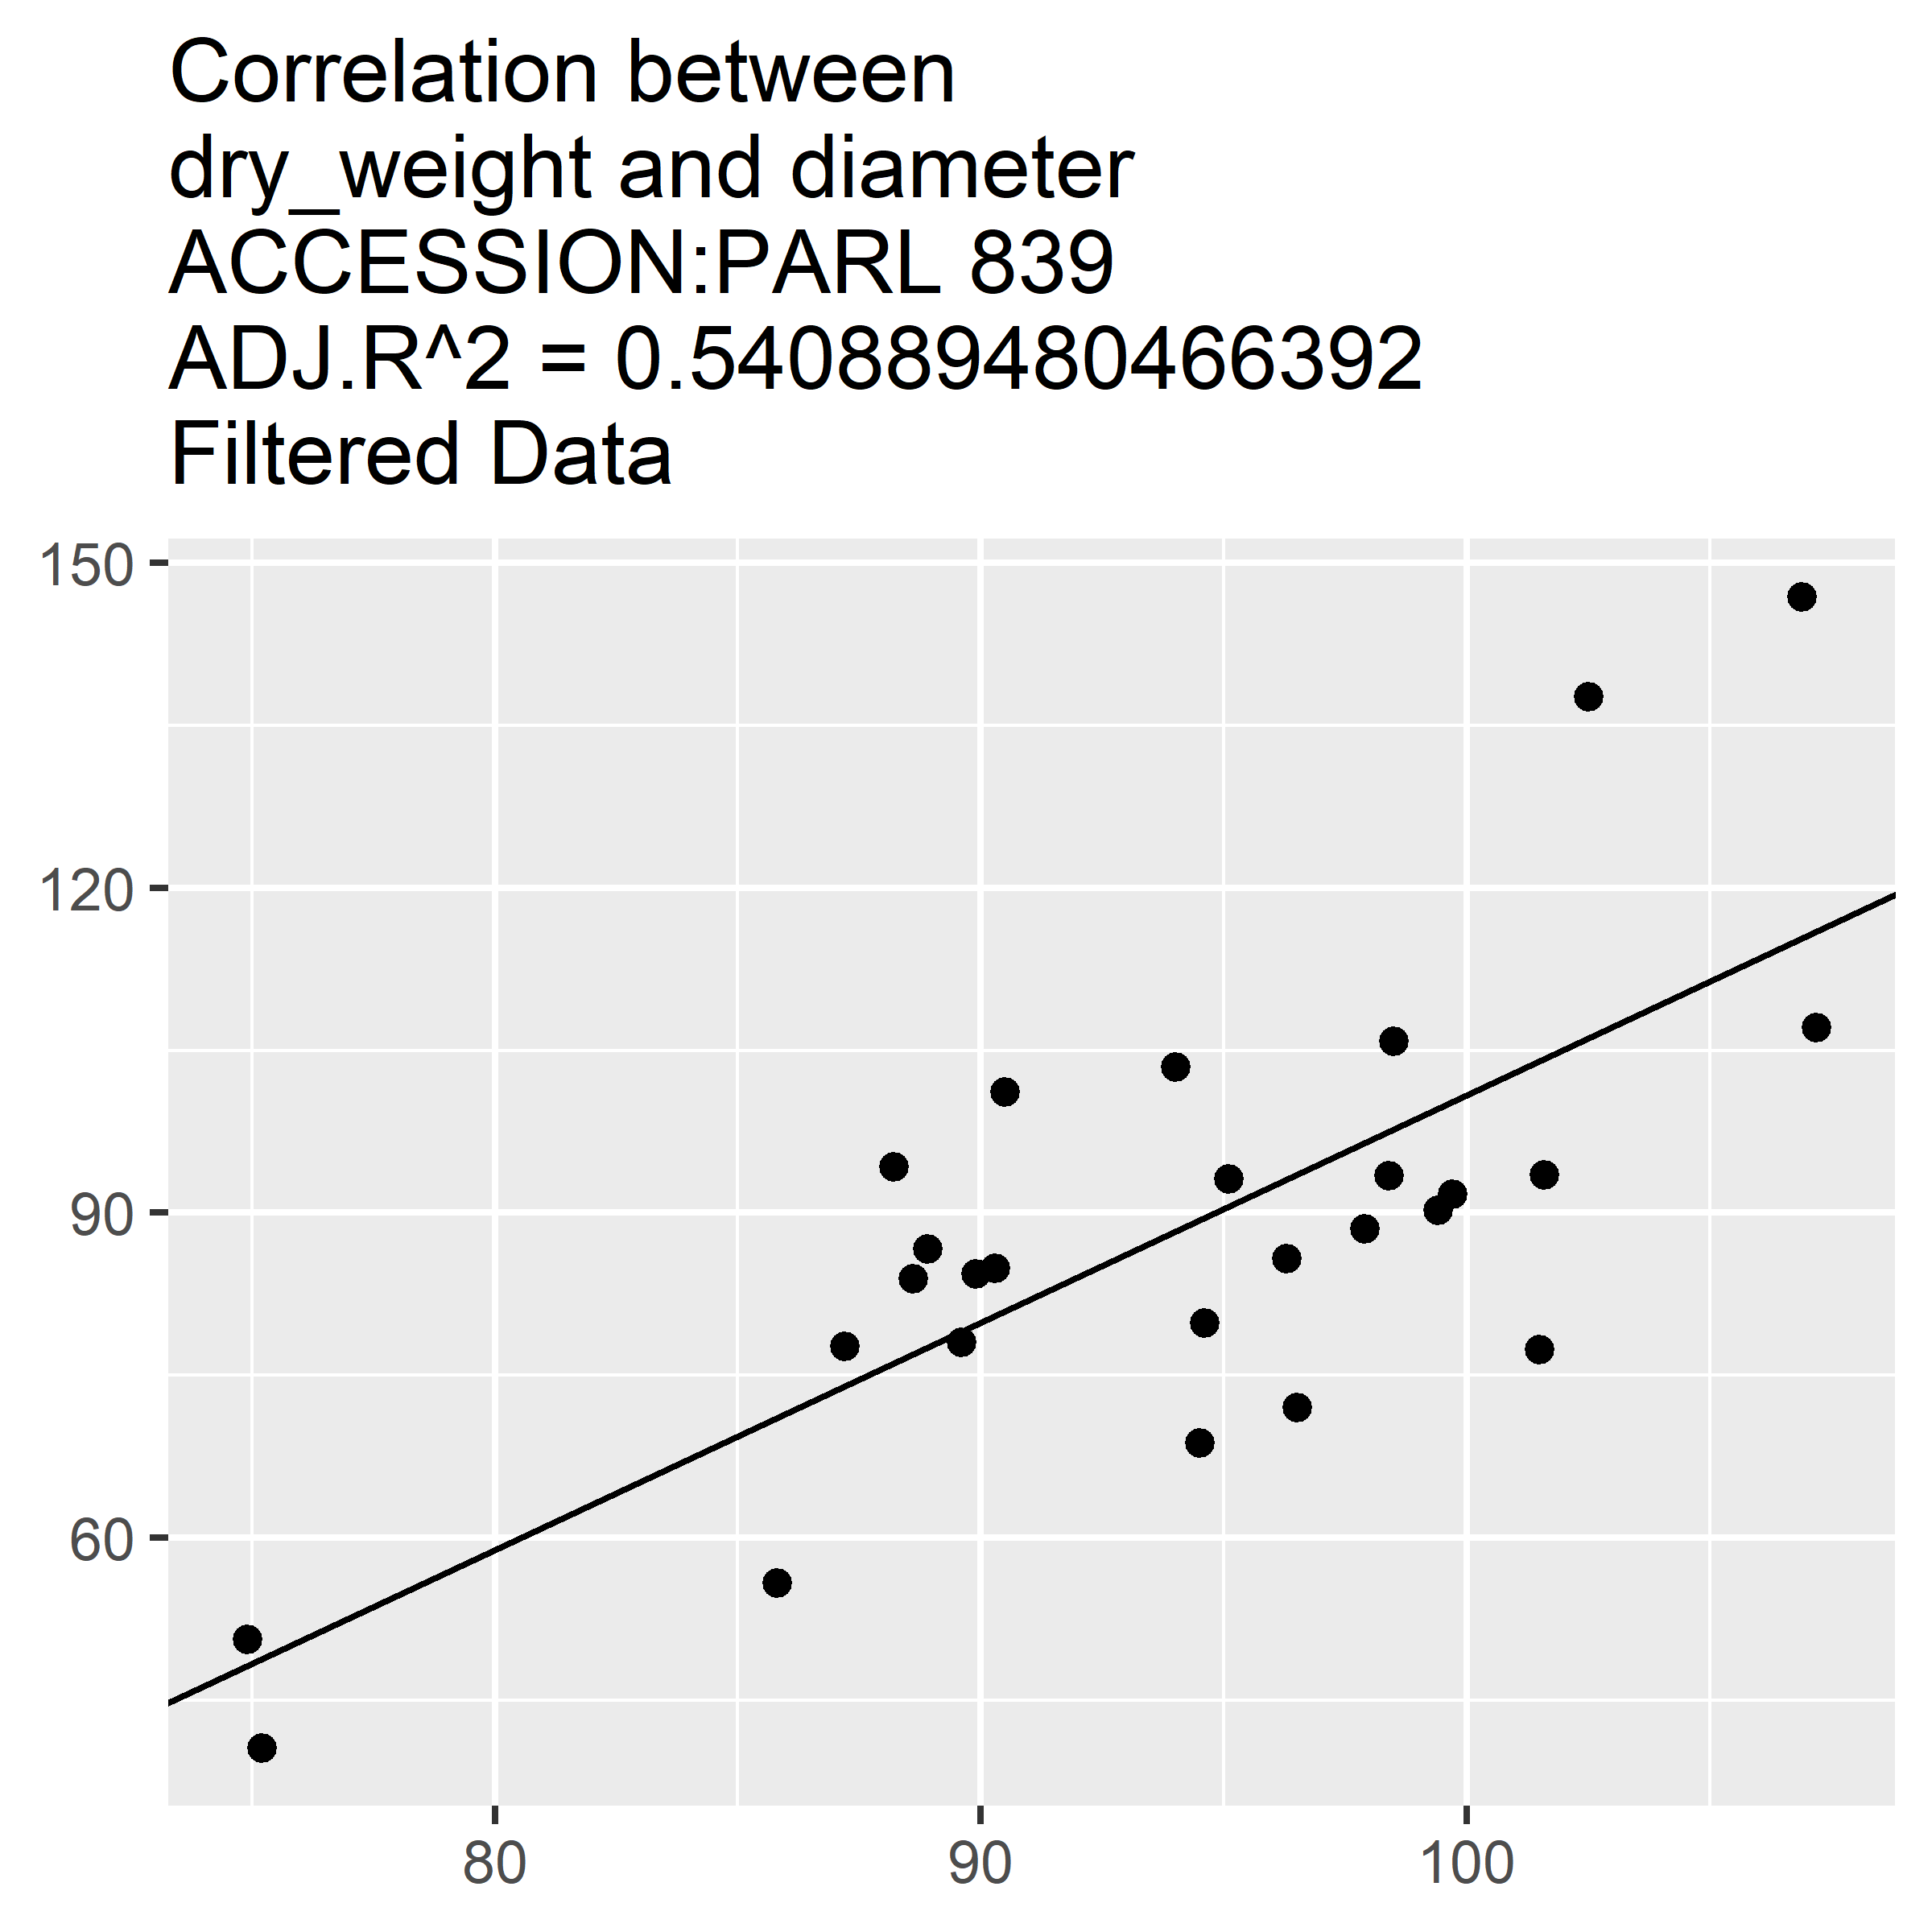 Correlation between
dry_weight and diameter
ACCESSION:PARL 839
ADJ.R^2 = 0.540889480466392
Filtered Data
150
120
90
60
80 90 100